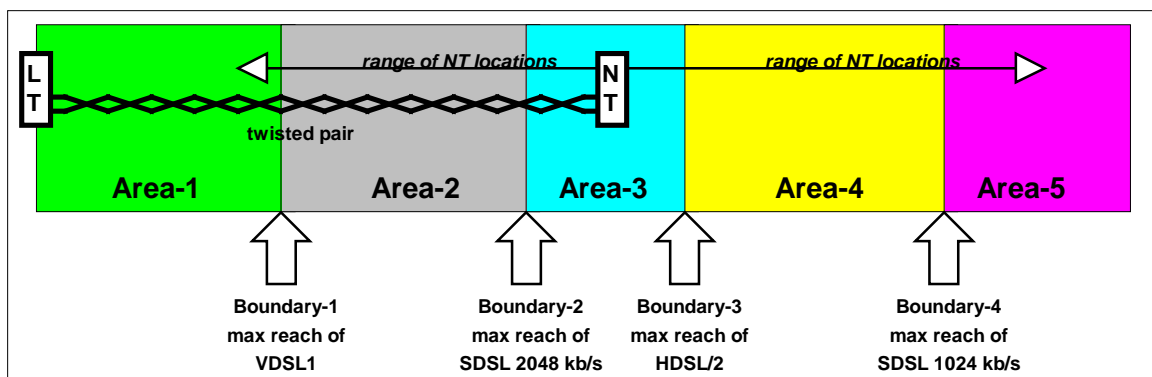 range of NT locations
range of NT locations
L
T
N
T
twisted pair
Area-1
Area-2
Area-3
Area-4
Area-5
Boundary-1
max reach of
VDSL1
Boundary-2
max reach of
SDSL 2048 kb/s
Boundary-3
max reach of
HDSL/2
Boundary-4
max reach of
SDSL 1024 kb/s